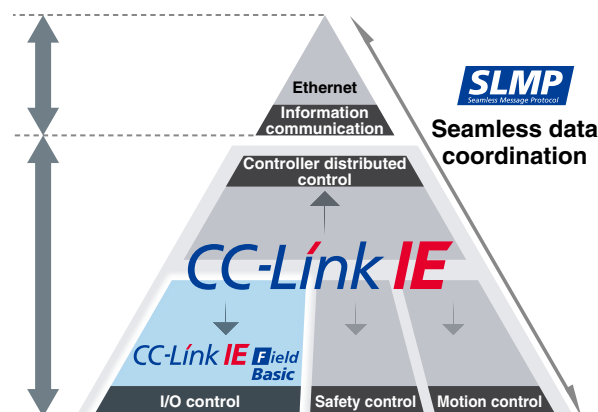 Ethernet
Information
communication
SLMP
Seamless Message Protocol
Seamless data
coordination
Controller distributed
control
CC-Link IE
CC-Link IE Field
Basic
I/O control
Safety control
Motion control